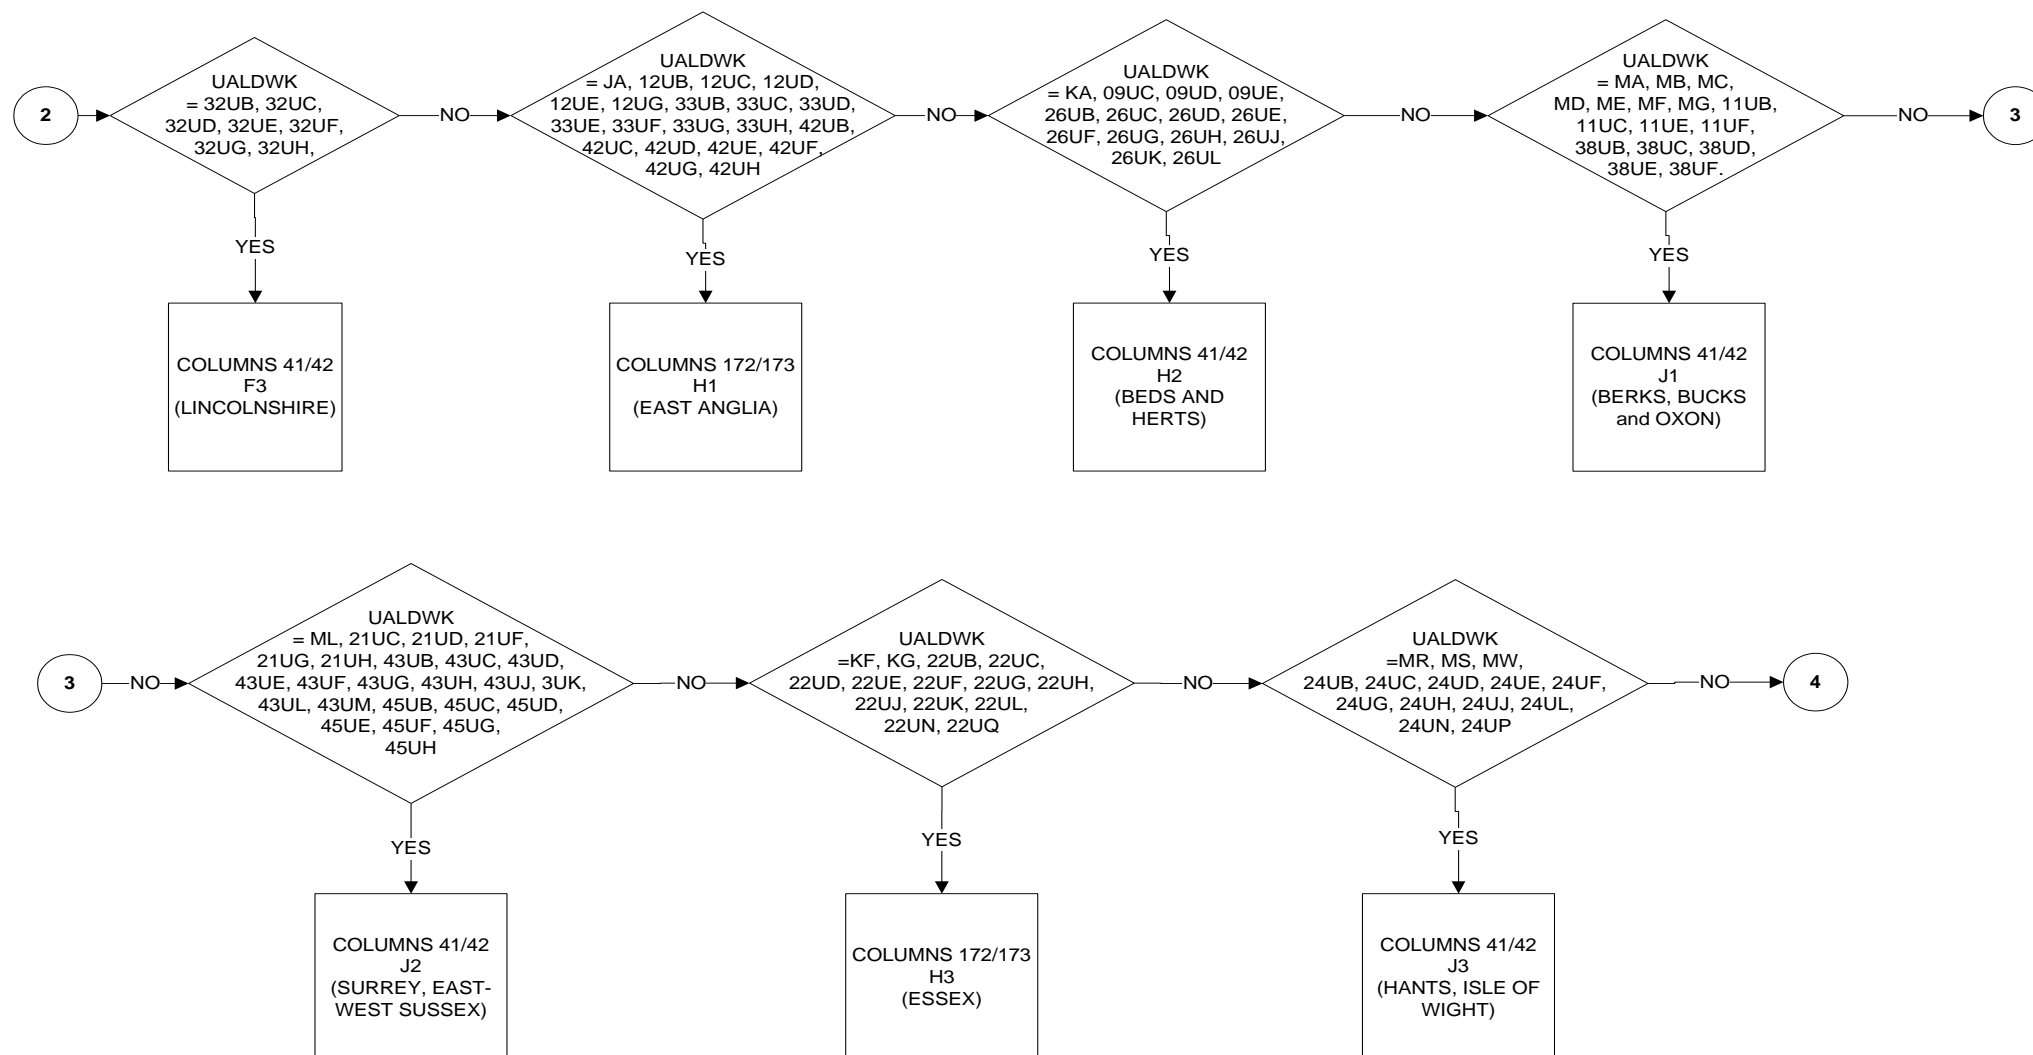 2
UALDWK
= 32UB, 32UC,
32UD, 32UE, 32UF,
32UG, 32UH,
NO
UALDWK
= JA, 12UB, 12UC, 12UD,
12UE, 12UG, 33UB, 33UC, 33UD,
33UE, 33UF, 33UG, 33UH, 42UB,
42UC, 42UD, 42UE, 42UF,
42UG, 42UH
NO
UALDWK
= KA, 09UC, 09UD, 09UE,
26UB, 26UC, 26UD, 26UE,
26UF, 26UG, 26UH, 26UJ,
26UK, 26UL
NO
UALDWK
= MA, MB, MC,
MD, ME, MF, MG, 11UB,
11UC, 11UE, 11UF,
38UB, 38UC, 38UD,
38UE, 38UF.
NO
3
YES
YES
YES
YES
COLUMNS 41/42
F3
(LINCOLNSHIRE)
COLUMNS 172/173
H1
(EAST ANGLIA)
COLUMNS 41/42
H2
(BEDS AND
HERTS)
COLUMNS 41/42
J1
(BERKS, BUCKS
and OXON)
3
NO
UALDWK
= ML, 21UC, 21UD, 21UF,
21UG, 21UH, 43UB, 43UC, 43UD,
43UE, 43UF, 43UG, 43UH, 43UJ, 3UK,
43UL, 43UM, 45UB, 45UC, 45UD,
45UE, 45UF, 45UG,
45UH
NO
UALDWK
=KF, KG, 22UB, 22UC,
22UD, 22UE, 22UF, 22UG, 22UH,
22UJ, 22UK, 22UL,
22UN, 22UQ
NO
UALDWK
=MR, MS, MW,
24UB, 24UC, 24UD, 24UE, 24UF,
24UG, 24UH, 24UJ, 24UL,
24UN, 24UP
NO
4
YES
YES
YES
COLUMNS 41/42
J2
(SURREY, EAST-
WEST SUSSEX)
COLUMNS 172/173
H3
(ESSEX)
COLUMNS 41/42
J3
(HANTS, ISLE OF
WIGHT)